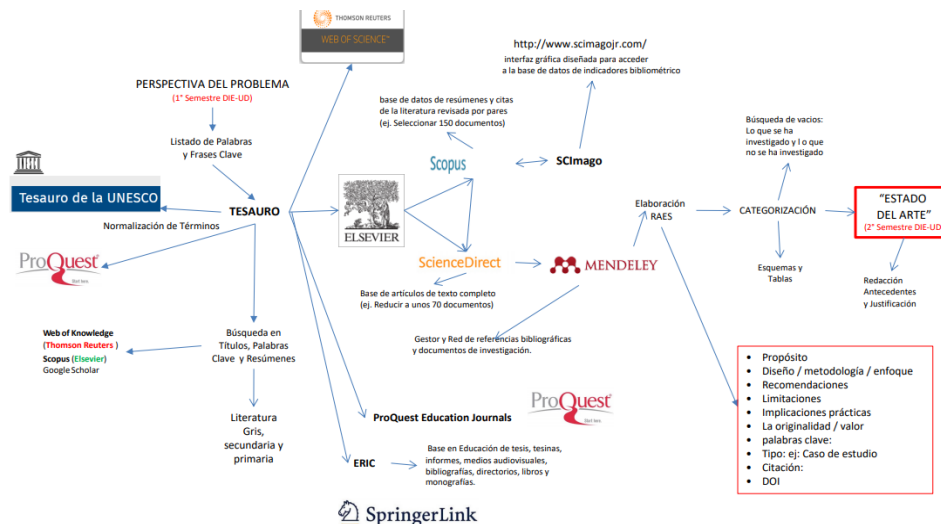 THOMSON REUTERS
WEB OF SCIENCE™
http://www.scimagojr.com/
interfaz gráfica diseñada para acceder
a la base de datos de indicadores bibliométrico
PERSPECTIVA DEL PROBLEMA
(1° Semestre DIE-UD)
base de datos de resúmenes y citas
de la literatura revisada por pares
(ej. Seleccionar 150 documentos)
Búsqueda de vacios:
Lo que se ha
investigado y l o que
no se ha investigado
Listado de Palabras
y Frases Clave
Scopus
SCImago
Tesauro de la UNESCO
TESAURO
ELSEVIER
Elaboración
RAES
CATEGORIZACIÓN
"ESTADO
DEL ARTE"
(2° Semestre DIE-UD)
Normalización de Términos
ProQuest
Start here.
ScienceDirect
MENDELEY
Esquemas y
Tablas
Redacción
Antecedentes
y Justificación
Base de artículos de texto completo
(ej. Reducir a unos 70 documentos)
Web of Knowledge
(Thomson Reuters )
Scopus (Elsevier)
Google Scholar
Búsqueda en
Títulos, Palabras
Clave y Resúmenes
Gestor y Red de referencias bibliográficas
y documentos de investigación.
Literatura
Gris,
secundaria y
primaria
ProQuest Education Journals
ProQuest
Start here.
ERIC
Base en Educación de tesis, tesinas,
informes, medios audiovisuales,
bibliografías, directorios, libros y
monografías.
• Propósito
• Diseño / metodología / enfoque
• Recomendaciones
• Limitaciones
• Implicaciones prácticas
• La originalidad / valor
• palabras clave:
• Tipo: ej: Caso de estudio
• Citación:
• DOI
SpringerLink